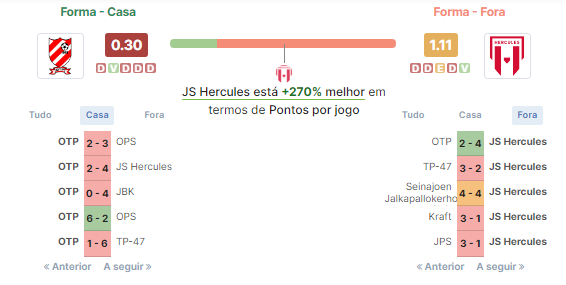 Forma - Casa
Forma - Fora
0.30
1.11
HERCULES
D V D D D
D D E D V
JS Hercules está +270% melhor em
termos de Pontos por jogo
Tudo Casa Fora
OTP 2 - 3 OPS
OTP 2 - 4 JS Hercules
OTP 0 - 4 JBK
OTP 6 - 2 OPS
OTP 1 - 6 TP-47
« Anterior A seguir »
Tudo Casa Fora
OTP 2 - 4 JS Hercules
TP-47 3 - 2 JS Hercules
Seinajoen
Jalkapallokerho 4 - 4 JS Hercules
Kraft 3 - 1 JS Hercules
JPS 3 - 1 JS Hercules
« Anterior A seguir »